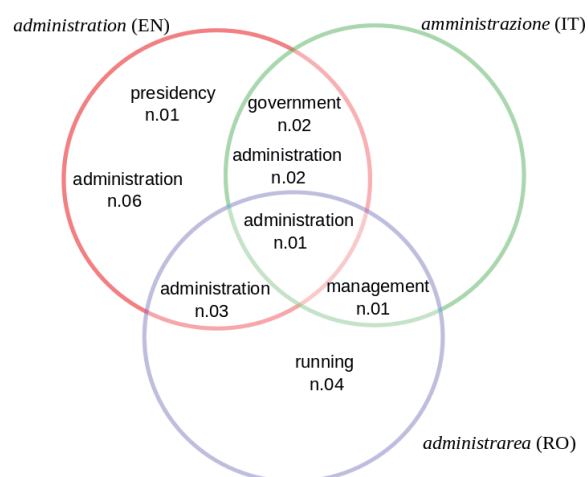 administration (EN)
amministrazione (IT)
presidency
n.01
government
n.02
administration
n.06
administration
n.02
administration
n.01
administration
n.03
management
n.01
running
n.04
administrarea (RO)